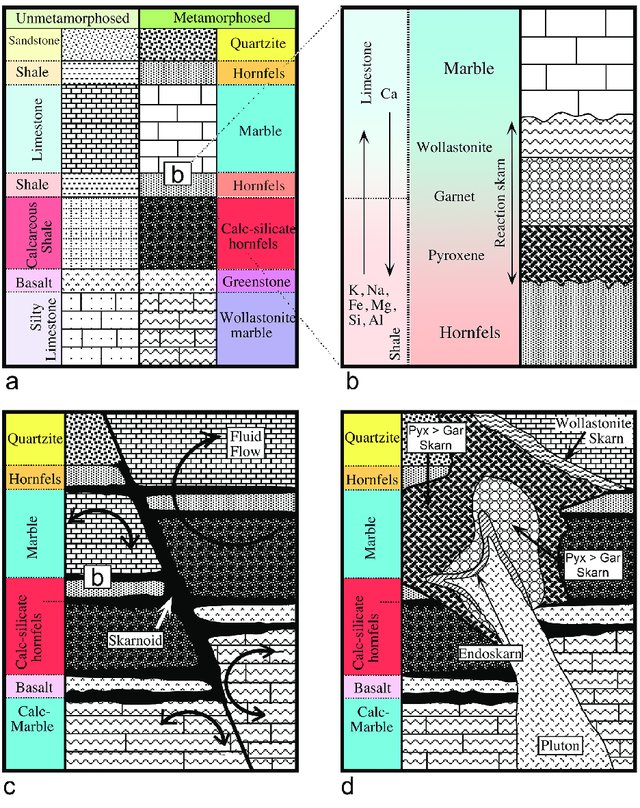 Unmetamorphosed
Metamorphosed
Sandstone
Quartzite
Shale
Hornfels
Limestone
Marble
b
Shale
Hornfels
Calcareous
Shale
Calc-silicate
hornfels
Basalt
Greenstone
Silty
Limestone
Wollastonite
marble
a
Limestone
Ca
Marble
Wollastonite
Garnet
Reaction skarn
Pyroxene
K, Na,
Fe, Mg,
Si, Al
Shale
Hornfels
b
Quartzite
Fluid
Flow
Hornfels
Marble
b
Calc-silicate
hornfels
Skarnoid
Basalt
Calc-
Marble
c
Quartzite
Pyx > Gar
Skarn
Wollastonite
Skarn
Hornfels
Marble
Pyx > Gar
Skarn
Calc-silicate
hornfels
Endoskarn
Basalt
Calc-
Marble
Pluton
d